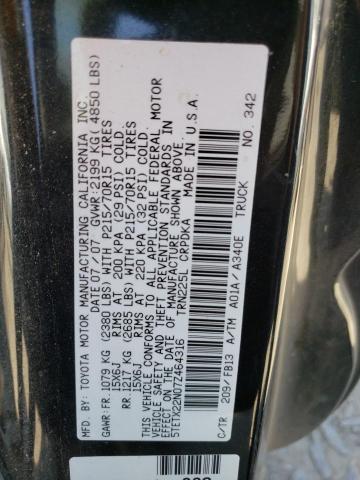 MFD. BY: TOYOTA MOTOR MANUFACTURING CALIFORNIA INC.
DATE: 07/07 GVWR: 2199 KG( 4850 LBS)
GAWR: FR. 1079 KG (2380 LBS) WITH P215/70R15 TIRES
15X6J RIMS AT 200 KPA (29 PSI) COLD.
RR. 1217 KG (2685 LBS) WITH P215/70R15 TIRES
15X6J RIMS AT 220 KPA (32 PSI) COLD.
THIS VEHICLE CONFORMS TO ALL APPLICABLE FEDERAL MOTOR
VEHICLE SAFETY AND THEFT PREVENTION STANDARDS IN
EFFECT ON THE DATE OF MANUFACTURE SHOWN ABOVE.
5TETX22N07Z464316 TRN225L CRPDKA MADE IN U.S.A.
C/TR 209/FB13 A/TM A01A/A340E TRUCK NO. 342